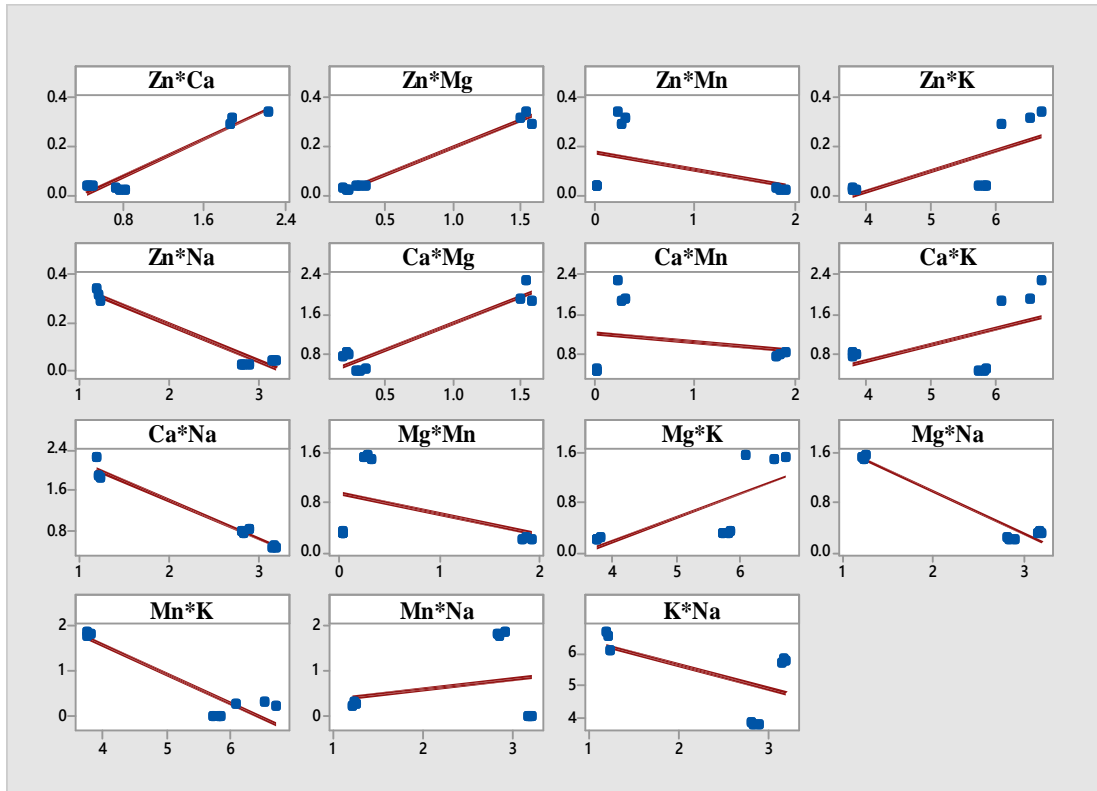 Zn*Ca Zn*Mg Zn*Mn Zn*K
0.4 0.4 0.4 0.4
0.2 0.2 0.2 0.2
0.0 0.0 0.0 0.0
0.8 1.6 2.4 0.5 1.0 1.5 0 1 2 4 5 6
Zn*Na Ca*Mg Ca*Mn Ca*K
0.4 2.4 2.4 2.4
0.2 1.6 1.6 1.6
0.0 0.8 0.8 0.8
1 2 3 0.5 1.0 1.5 0 1 2 4 5 6
Ca*Na Mg*Mn Mg*K Mg*Na
2.4 1.6 1.6 1.6
1.6 0.8 0.8 0.8
0.8 0.0 0.0 0.0
1 2 3 0 1 2 4 5 6 1 2 3
Mn*K Mn*Na K*Na
2 2 6
1 1 5
0 0 4
4 5 6 1 2 3 1 2 3